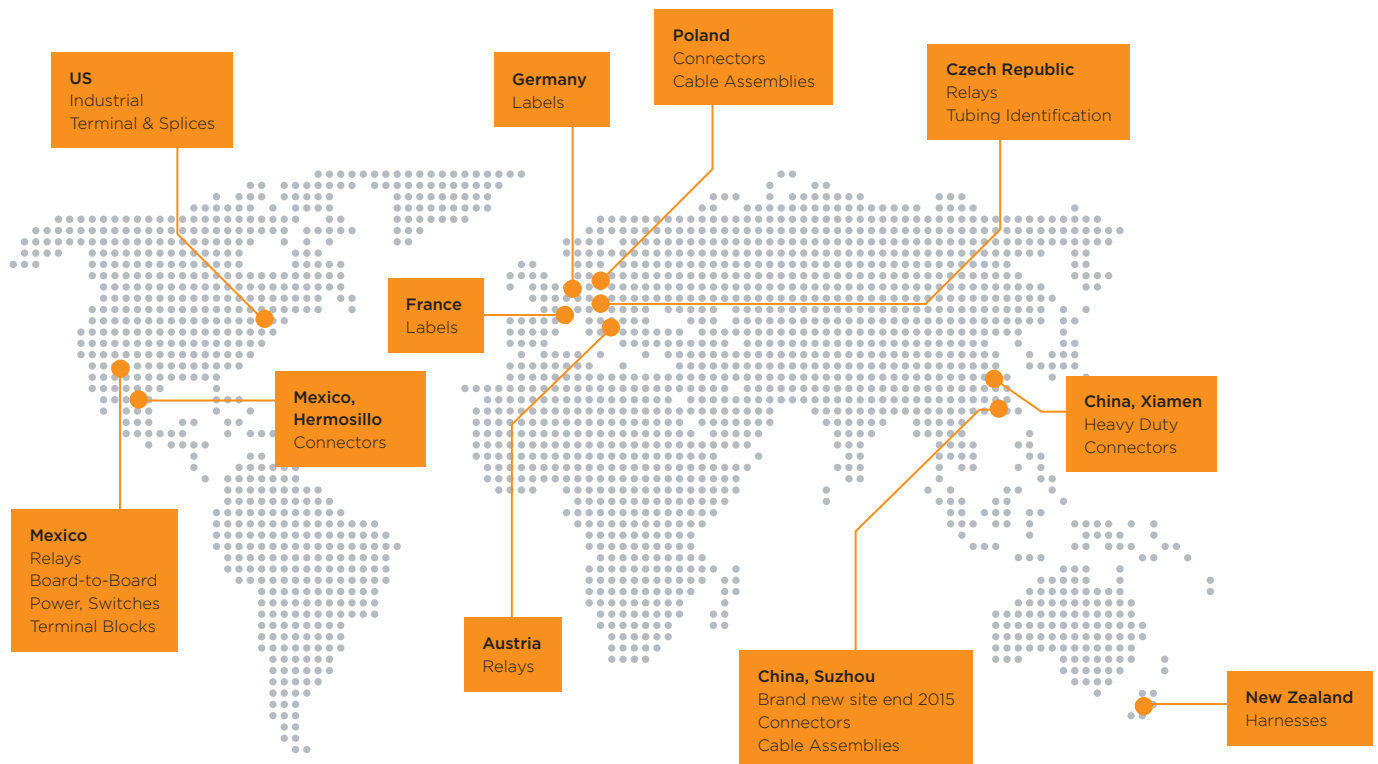 US
Industrial
Terminal & Splices
Germany
Labels
Poland
Connectors
Cable Assemblies
Czech Republic
Relays
Tubing Identification
France
Labels
Mexico,
Hermosillo
Connectors
China, Xiamen
Heavy Duty
Connectors
Mexico
Relays
Board-to-Board
Power, Switches
Terminal Blocks
Austria
Relays
China, Suzhou
Brand new site end 2015
Connectors
Cable Assemblies
New Zealand
Harnesses